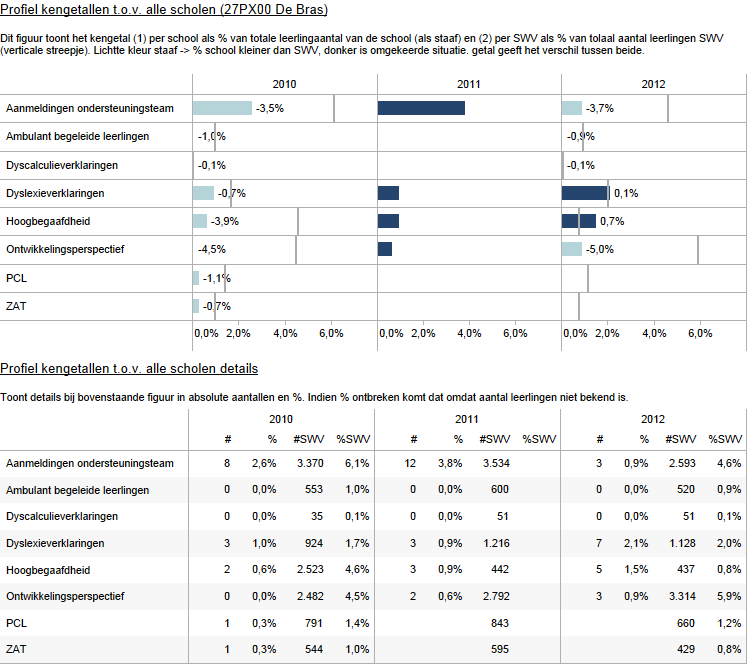 Profiel kengetallen t.o.v. alle scholen (27PX00 De Bras)
Dit figuur toont het kengetal (1) per school als % van totale leerlingaantal van de school (als staaf) en (2) per SWV als % van tolaal aantal leerlingen SWV
(verticale streepje). Lichtte kleur staaf -> % school kleiner dan SWV, donker is omgekeerde situatie. getal geeft het verschil tussen beide.
2010 2011 2012
Aanmeldingen ondersteuningsteam -3,5% -3,7%
Ambulant begeleide leerlingen -1,0% -0,9%
Dyscalculieverklaringen -0,1% -0,1%
Dyslexieverklaringen -0,7% 0,1%
Hoogbegaafdheid -3,9% 0,7%
Ontwikkelingsperspectief -4,5% -5,0%
PCL -1,1%
ZAT -0,7%
0,0% 2,0% 4,0% 6,0% 0,0% 2,0% 4,0% 6,0% 0,0% 2,0% 4,0% 6,0%
Profiel kengetallen t.o.v. alle scholen details
Toont details bij bovenstaande figuur in absolute aantallen en %. Indien % ontbreken komt dat omdat aantal leerlingen niet bekend is.
2010 2011 2012
# % #SWV %SWV # % #SWV %SWV # % #SWV %SWV
Aanmeldingen ondersteuningsteam 8 2,6% 3.370 6,1% 12 3,8% 3.534 3 0,9% 2.593 4,6%
Ambulant begeleide leerlingen 0 0,0% 553 1,0% 0 0,0% 600 0 0,0% 520 0,9%
Dyscalculieverklaringen 0 0,0% 35 0,1% 0 0,0% 51 0 0,0% 51 0,1%
Dyslexieverklaringen 3 1,0% 924 1,7% 3 0,9% 1.216 7 2,1% 1.128 2,0%
Hoogbegaafdheid 2 0,6% 2.523 4,6% 3 0,9% 442 5 1,5% 437 0,8%
Ontwikkelingsperspectief 0 0,0% 2.482 4,5% 2 0,6% 2.792 3 0,9% 3.314 5,9%
PCL 1 0,3% 791 1,4% 843 660 1,2%
ZAT 1 0,3% 544 1,0% 595 429 0,8%